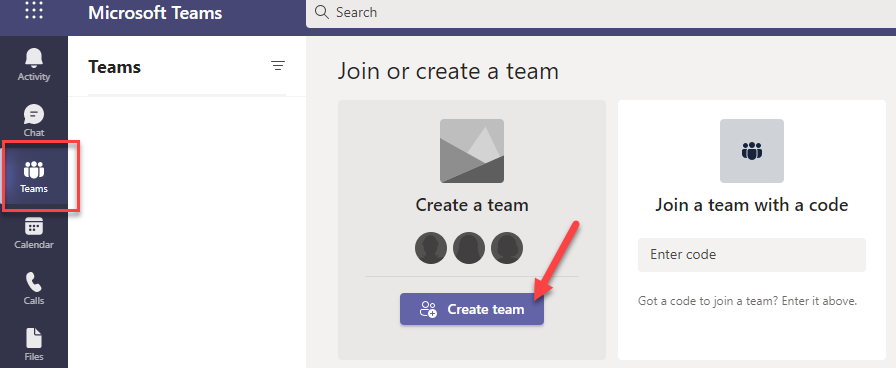 Microsoft Teams
Search
Activity
Chat
Teams
Calendar
Calls
Files
Teams
Join or create a team
Create a team
Create team
Join a team with a code
Enter code
Got a code to join a team? Enter it above.